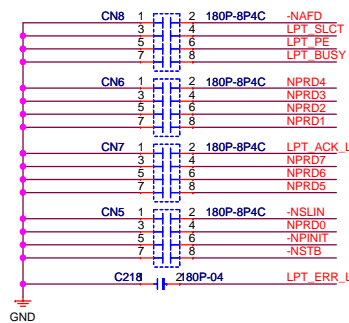 CN8 1 2 180P-8P4C -NAFD
3 4 LPT_SLCT
5 6 LPT_PE
7 8 LPT_BUSY
CN6 1 2 180P-8P4C NPRD4
3 4 NPRD3
5 6 NPRD2
7 8 NPRD1
CN7 1 2 180P-8P4C LPT_ACK_L
3 4 NPRD7
5 6 NPRD6
7 8 NPRD5
CN5 1 2 180P-8P4C -NSLIN
3 4 NPRD0
5 6 -NPINIT
7 8 -NSTB
C218 1 2 180P-04 LPT_ERR_L
GND